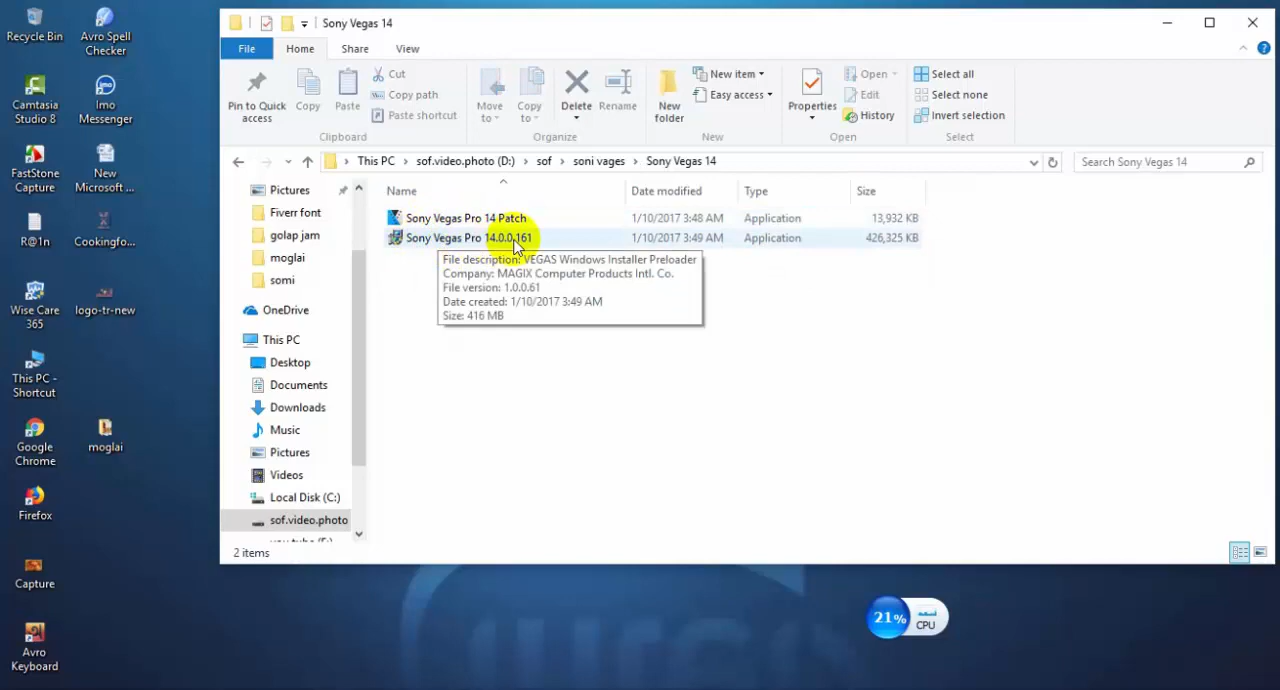 Recycle Bin
Avro Spell
Checker
Camtasia
Studio 8
Imo
Messenger
FastStone
Capture
New
Microsoft ...
R@1n
Cookingfo...
Wise Care
365
logo-tr-new
This PC -
Shortcut
Google
Chrome
moglai
Firefox
Capture
Avro
Keyboard
Sony Vegas 14
File Home Share View
Pin to Quick
access
Copy
Paste
Cut
Copy path
Paste shortcut
Clipboard
Move
to
Copy
to
Delete
Rename
Organize
New
folder
New item
Easy access
New
Properties
Open
Edit
History
Open
Select all
Select none
Invert selection
Select
This PC › sof.video.photo (D:) › sof › soni vages › Sony Vegas 14
Search Sony Vegas 14
Pictures
Fiverr font
golap jam
moglai
somi
OneDrive
This PC
Desktop
Documents
Downloads
Music
Pictures
Videos
Local Disk (C:)
sof.video.photo
Name Date modified Type Size
Sony Vegas Pro 14 Patch 1/10/2017 3:48 AM Application 13,932 KB
Sony Vegas Pro 14.0.0.161 1/10/2017 3:49 AM Application 426,325 KB
File description: VEGAS Windows Installer Preloader
Company: MAGIX Computer Products Intl. Co.
File version: 1.0.0.61
Date created: 1/10/2017 3:49 AM
Size: 416 MB
2 items
21%
CPU